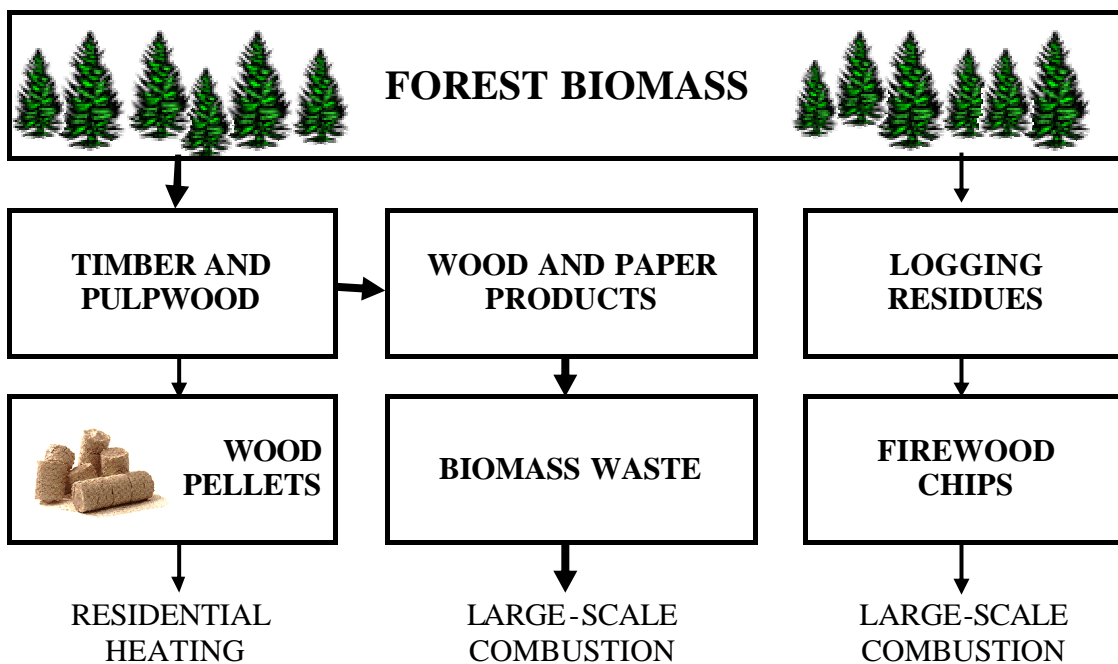 FOREST BIOMASS
TIMBER AND
PULPWOOD
WOOD AND PAPER
PRODUCTS
LOGGING
RESIDUES
WOOD
PELLETS
BIOMASS WASTE
FIREWOOD
CHIPS
RESIDENTIAL
HEATING
LARGE-SCALE
COMBUSTION
LARGE-SCALE
COMBUSTION